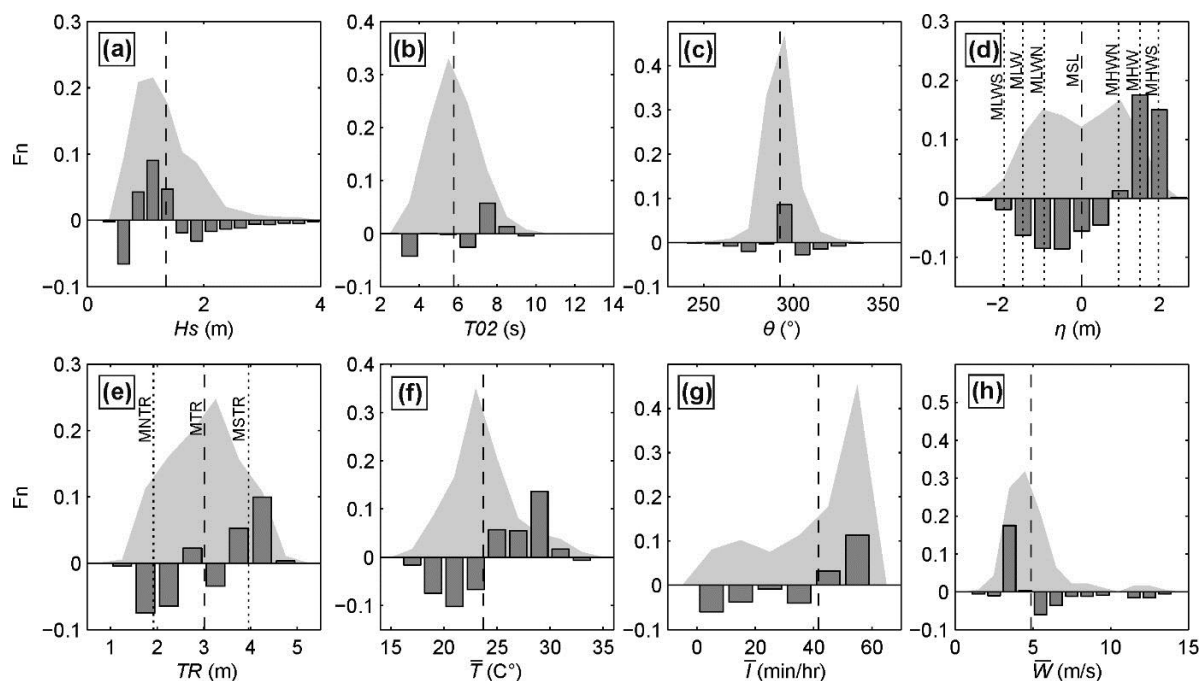 (a)
0.3
0.2
0.1
0
−0.1
Fn
0
2
4
Hs (m)
(b)
0.4
0.3
0.2
0.1
0
−0.1
2
4
6
8
10
12
14
T02 (s)
(c)
0.4
0.3
0.2
0.1
0
−0.1
250
300
350
θ (°)
(d)
0.3
0.2
0.1
0
−0.1
MLWS
MLW
MLWN
MSL
MHWN
MHW
MHWS
−2
0
2
η (m)
(e)
0.3
0.2
0.1
0
−0.1
Fn
MNTR
MTR
MSTR
1
2
3
4
5
TR (m)
(f)
0.4
0.3
0.2
0.1
0
−0.1
15
20
25
30
35
T̅ (C°)
(g)
0.4
0.3
0.2
0.1
0
−0.1
0
20
40
60
I̅ (min/hr)
(h)
0.5
0.4
0.3
0.2
0.1
0
−0.1
0
5
10
15
W̅ (m/s)